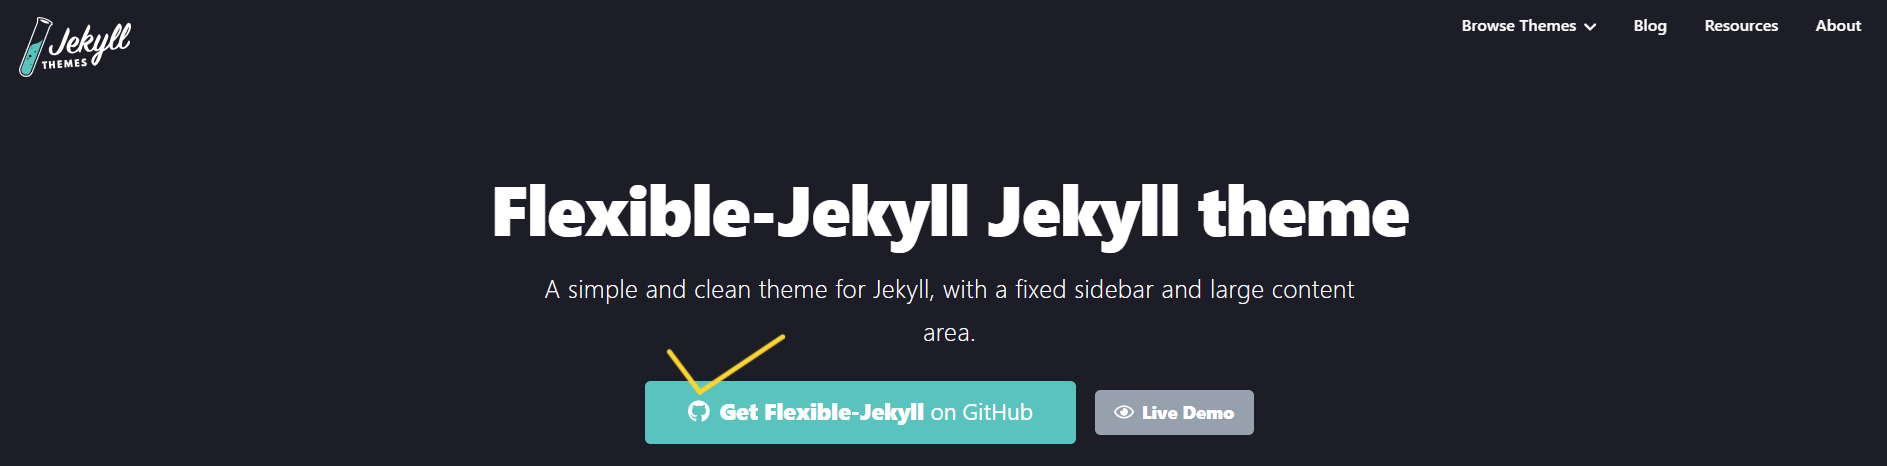 Jekyll
THEMES
Browse Themes
Blog
Resources
About
Flexible-Jekyll Jekyll theme
A simple and clean theme for Jekyll, with a fixed sidebar and large content
area.
Get Flexible-Jekyll on GitHub
Live Demo